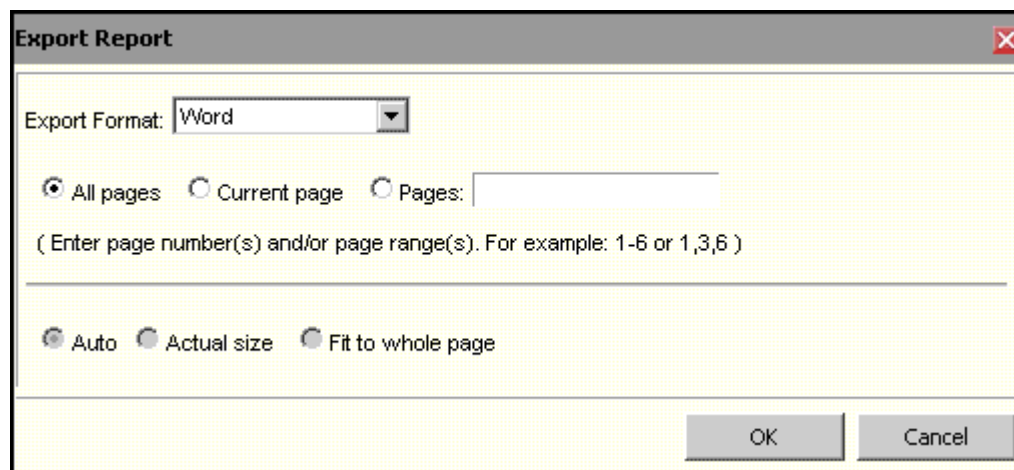 Export Report
Export Format: Word
All pages Current page Pages:
( Enter page number(s) and/or page range(s). For example: 1-6 or 1,3,6 )
Auto Actual size Fit to whole page
OK Cancel